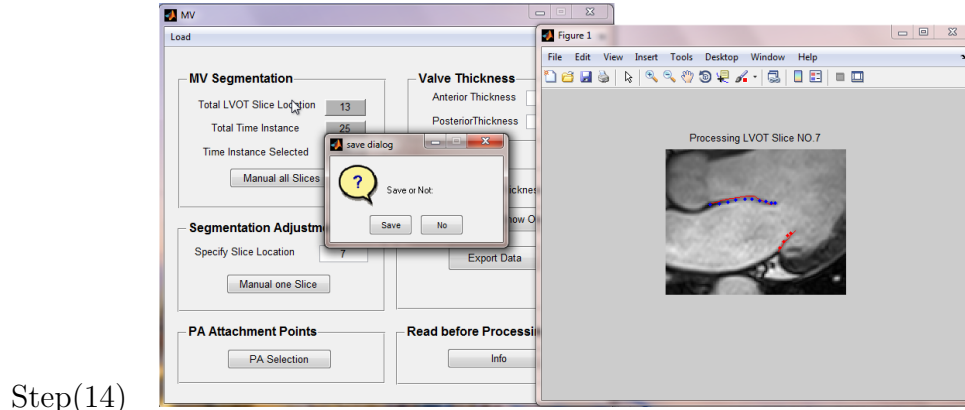 MV
Load
MV Segmentation
Total LVOT Slice Location 13
Total Time Instance 25
Time Instance Selected
Manual all Slices
Segmentation Adjustm
Specify Slice Location 7
Manual one Slice
PA Attachment Points
PA Selection
Valve Thickness
Anterior Thickness
PosteriorThickness
Export Data
Read before Processi
Info
save dialog
?
Save or Not:
Save
No
Figure 1
File Edit View Insert Tools Desktop Window Help
Processing LVOT Slice NO.7
Step(14)